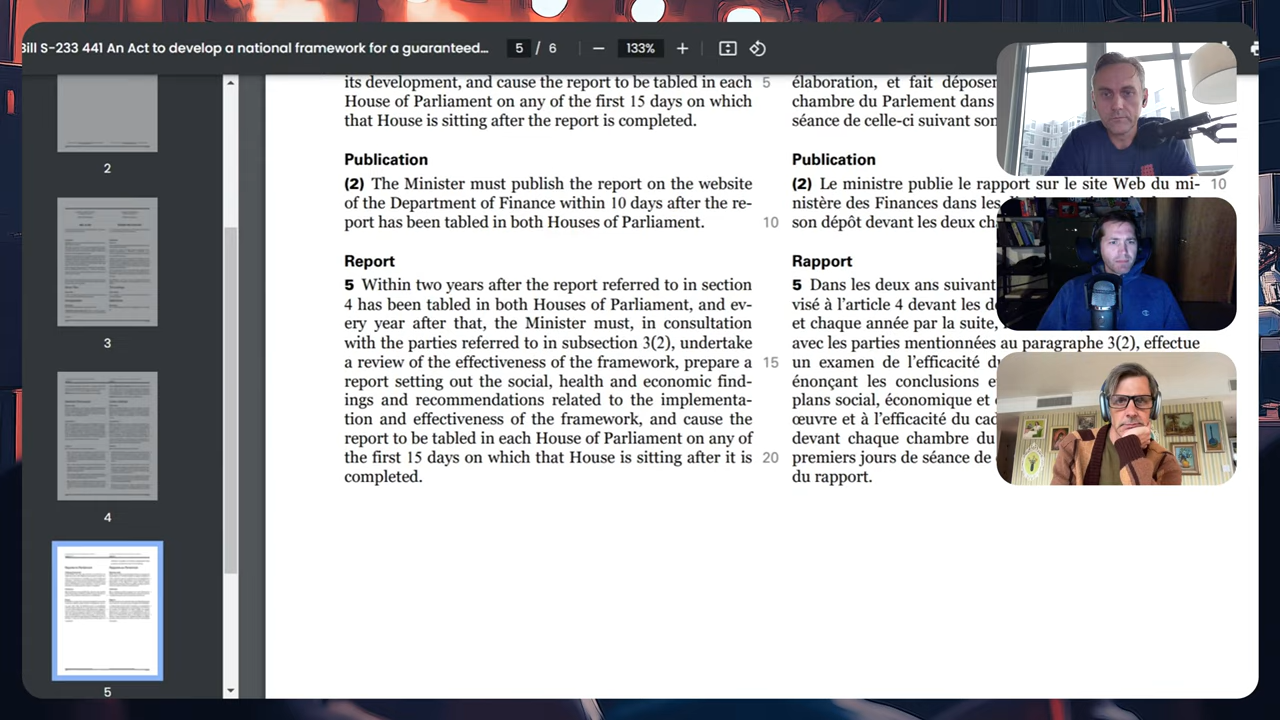 Bill S-233 441 An Act to develop a national framework for a guaranteed...
5 / 6
133%
2
3
4
5
its development, and cause the report to be tabled in each
House of Parliament on any of the first 15 days on which
that House is sitting after the report is completed.
5
Publication
(2) The Minister must publish the report on the website
of the Department of Finance within 10 days after the re-
port has been tabled in both Houses of Parliament.
10
Report
5 Within two years after the report referred to in section
4 has been tabled in both Houses of Parliament, and ev-
ery year after that, the Minister must, in consultation
with the parties referred to in subsection 3(2), undertake
a review of the effectiveness of the framework, prepare a
15
report setting out the social, health and economic find-
ings and recommendations related to the implementa-
tion and effectiveness of the framework, and cause the
report to be tabled in each House of Parliament on any of
the first 15 days on which that House is sitting after it is
20
completed.
élaboration, et fait déposer
chambre du Parlement dans
séance de celle-ci suivant son
Publication
(2) Le ministre publie le rapport sur le site Web du mi-
10
nistère des Finances dans les
son dépôt devant les deux
Rapport
5 Dans les deux ans suivant
visé à l'article 4 devant les
et chaque année par la suite,
avec les parties mentionnées au paragraphe 3(2), effectue
un examen de l'efficacité
énonçant les conclusions
plans social, économique et
œuvre et à l'efficacité du
devant chaque chambre du
premiers jours de séance de
du rapport.